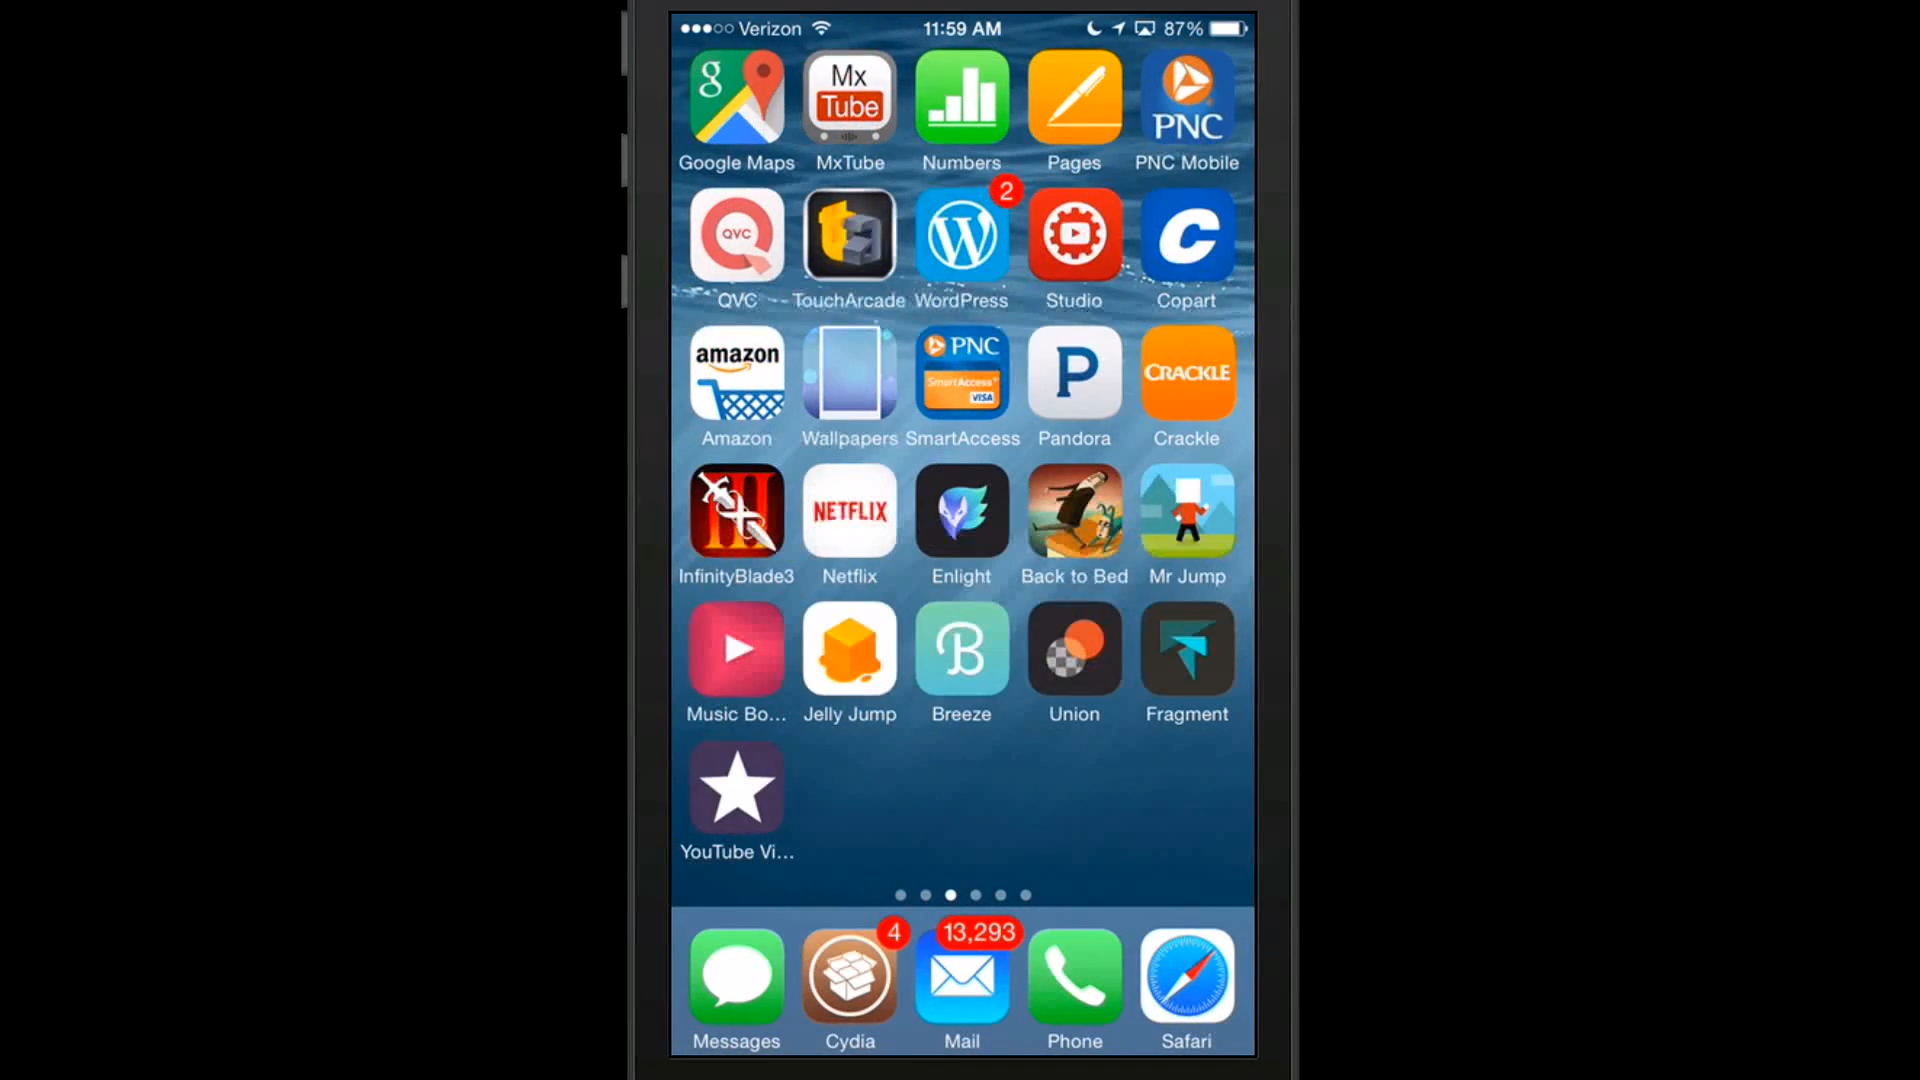 Verizon 11:59 AM 87%
g Mx Tube PNC
Google Maps MxTube Numbers Pages PNC Mobile
QVC W 2 C
QVC TouchArcade WordPress Studio Copart
amazon PNC SmartAccess VISA P CRACKLE
Amazon Wallpapers SmartAccess Pandora Crackle
III NETFLIX
InfinityBlade3 Netflix Enlight Back to Bed Mr Jump
B
Music Bo... Jelly Jump Breeze Union Fragment
YouTube Vi...
4 13,293
Messages Cydia Mail Phone Safari